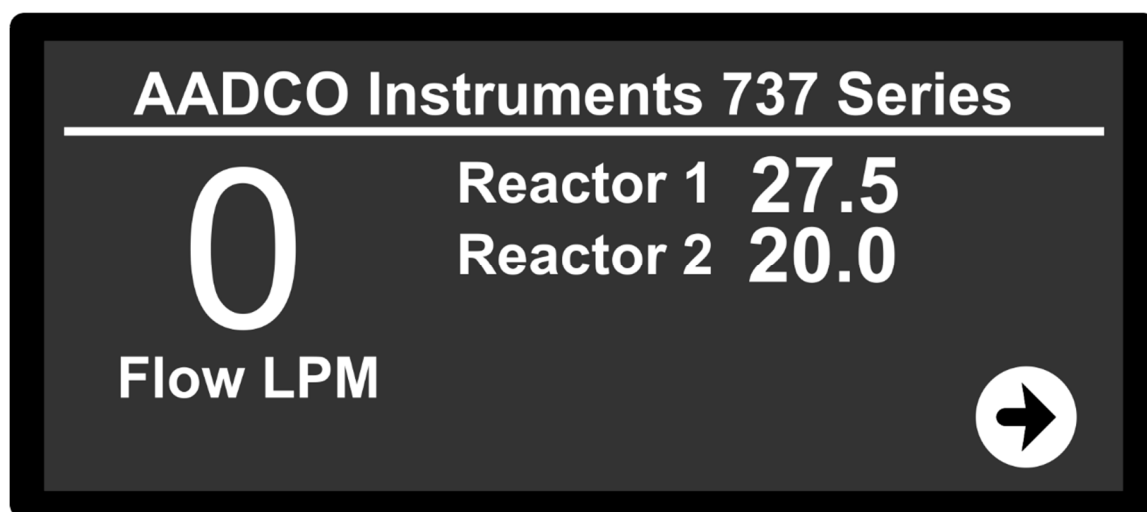 AADCO Instruments 737 Series
0
Flow LPM
Reactor 1 27.5
Reactor 2 20.0